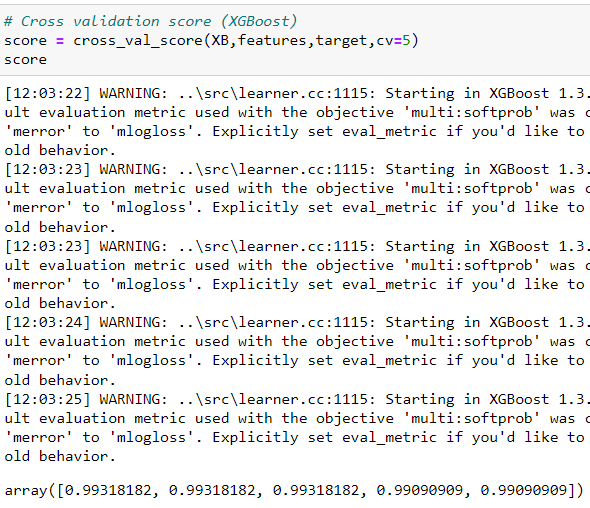 # Cross validation score (XGBoost)
score = cross_val_score(XB,features,target,cv=5)
score
[12:03:22] WARNING: ..\src\learner.cc:1115: Starting in XGBoost 1.3.
ult evaluation metric used with the objective 'multi:softprob' was
'merror' to 'mlogloss'. Explicitly set eval_metric if you'd like to
old behavior.
[12:03:23] WARNING: ..\src\learner.cc:1115: Starting in XGBoost 1.3.
ult evaluation metric used with the objective 'multi:softprob' was
'merror' to 'mlogloss'. Explicitly set eval_metric if you'd like to
old behavior.
[12:03:23] WARNING: ..\src\learner.cc:1115: Starting in XGBoost 1.3.
ult evaluation metric used with the objective 'multi:softprob' was
'merror' to 'mlogloss'. Explicitly set eval_metric if you'd like to
old behavior.
[12:03:24] WARNING: ..\src\learner.cc:1115: Starting in XGBoost 1.3.
ult evaluation metric used with the objective 'multi:softprob' was
'merror' to 'mlogloss'. Explicitly set eval_metric if you'd like to
old behavior.
[12:03:25] WARNING: ..\src\learner.cc:1115: Starting in XGBoost 1.3.
ult evaluation metric used with the objective 'multi:softprob' was
'merror' to 'mlogloss'. Explicitly set eval_metric if you'd like to
old behavior.
array([0.99318182, 0.99318182, 0.99318182, 0.99090909, 0.99090909])